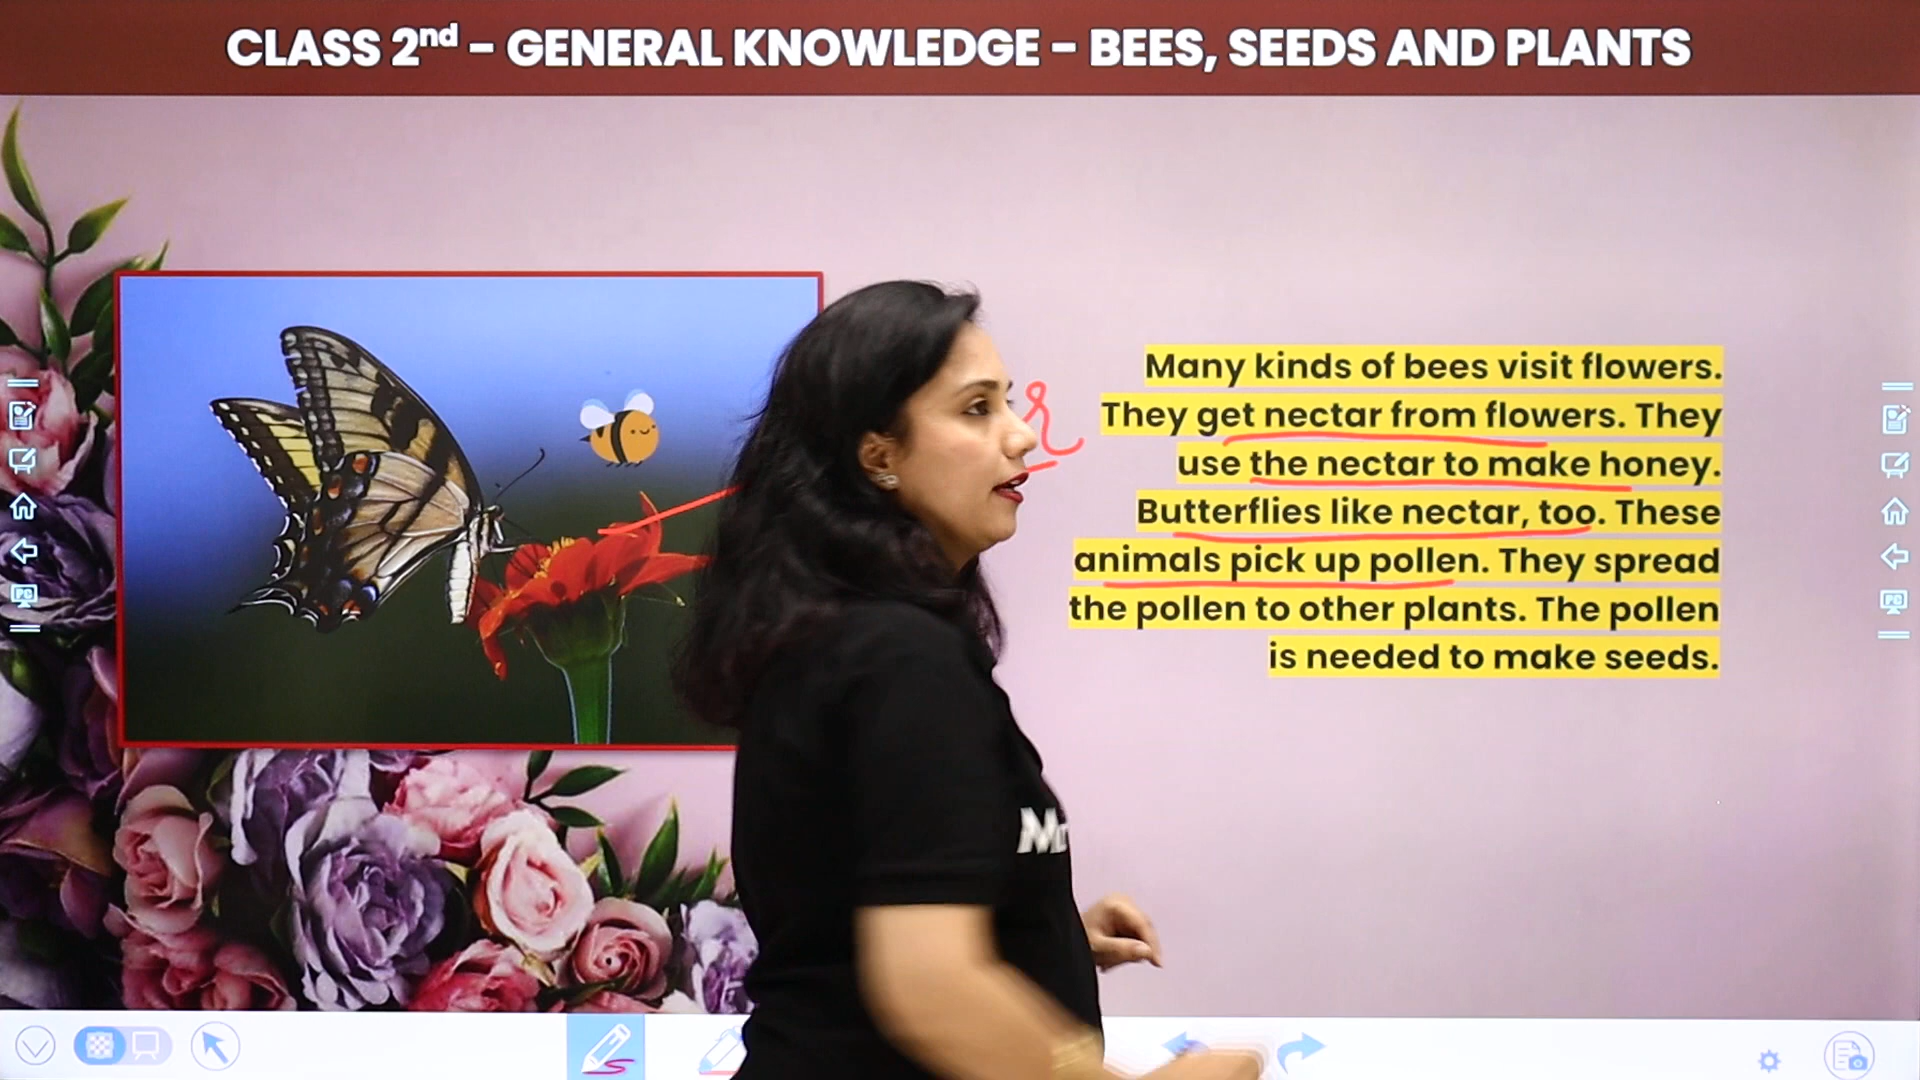 CLASS 2nd - GENERAL KNOWLEDGE - BEES, SEEDS AND PLANTS
Many kinds of bees visit flowers.
They get nectar from flowers. They
use the nectar to make honey.
Butterflies like nectar, too. These
animals pick up pollen. They spread
the pollen to other plants. The pollen
is needed to make seeds.
PC
PC